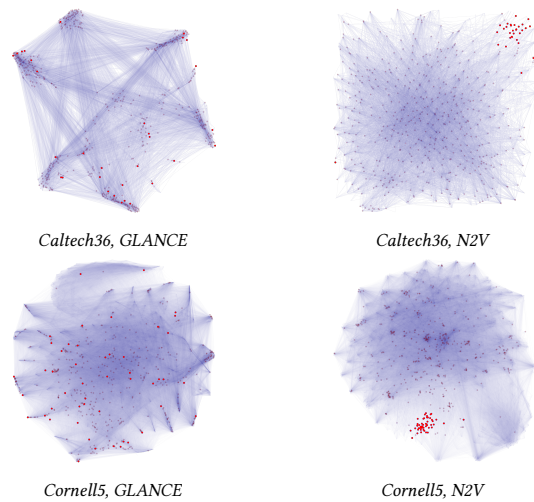 Caltech36, GLANCE
Caltech36, N2V
Cornell5, GLANCE
Cornell5, N2V